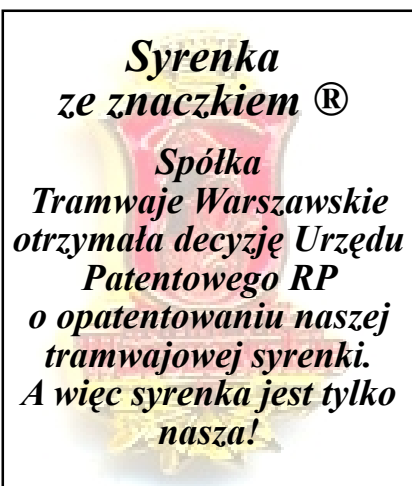 Syrenka
ze znaczkiem ®
Spółka
Tramwaje Warszawskie
otrzymała decyzję Urzędu
Patentowego RP
o opatentowaniu naszej
tramwajowej syrenki.
A więc syrenka jest tylko
nasza!